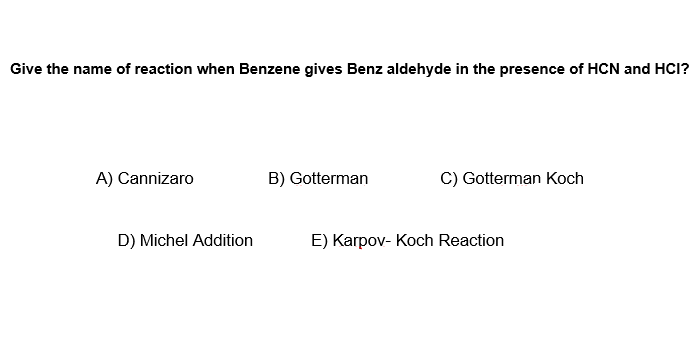 Give the name of reaction when Benzene gives Benz aldehyde in the presence of HCN and HCl?
A) Cannizaro B) Gotterman C) Gotterman Koch
D) Michel Addition E) Karpov- Koch Reaction